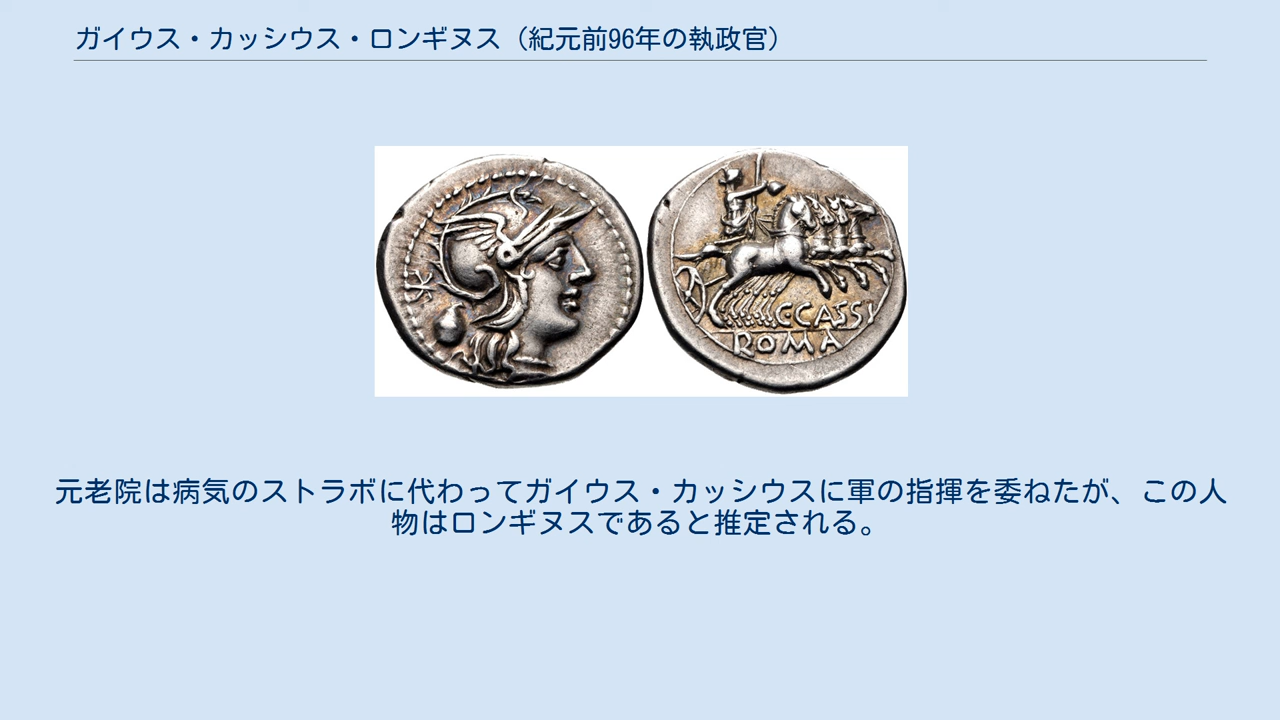 ガイウス・カッシウス・ロンギヌス（紀元前96年の執政官）
C·CASSI
ROMA
元老院は病気のストラボに代わってガイウス・カッシウスに軍の指揮を委ねたが、この人
物はロンギヌスであると推定される。